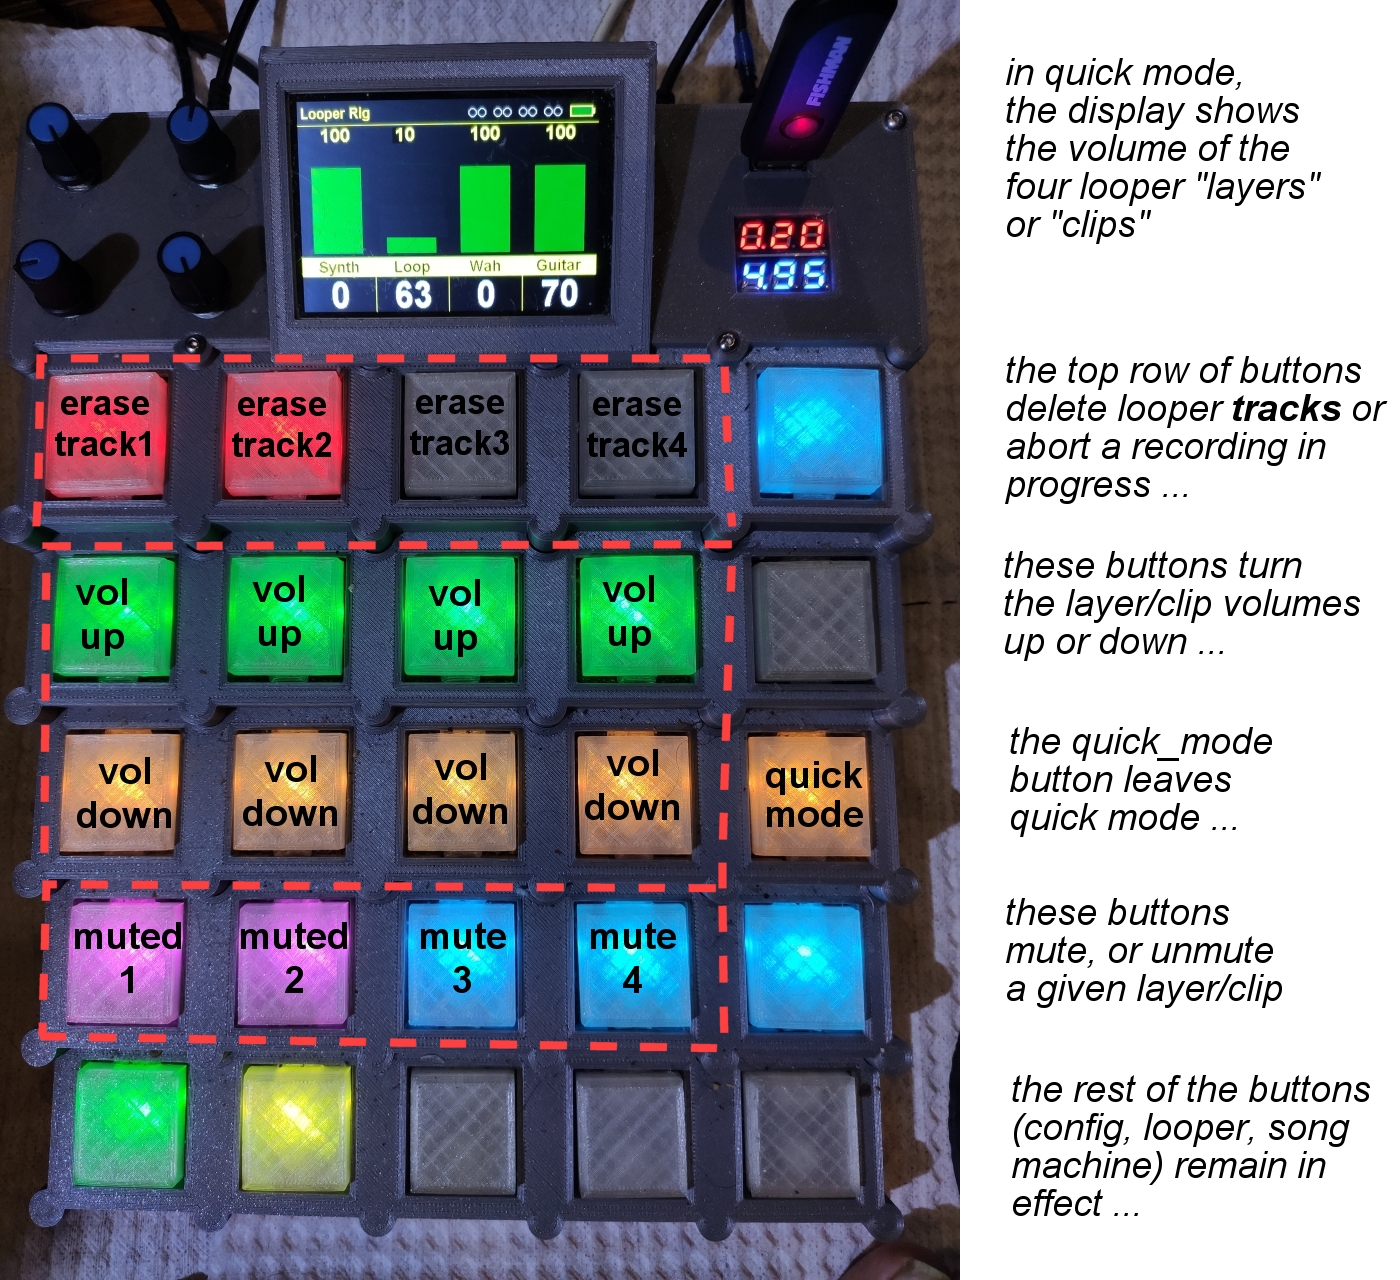 in quick mode,
the display shows
the volume of the
four looper "layers"
or "clips"
FISHMAN
Looper Rig
100 10 100 100
Synth Loop Wah Guitar
0 63 0 70
0.20
4.95
erase track1
erase track2
erase track3
erase track4
the top row of buttons
delete looper tracks or
abort a recording in
progress ...
vol up
vol up
vol up
vol up
these buttons turn
the layer/clip volumes
up or down ...
vol down
vol down
vol down
vol down
quick mode
the quick_mode
button leaves
quick mode ...
muted 1
muted 2
mute 3
mute 4
these buttons
mute, or unmute
a given layer/clip
the rest of the buttons
(config, looper, song
machine) remain in
effect ...